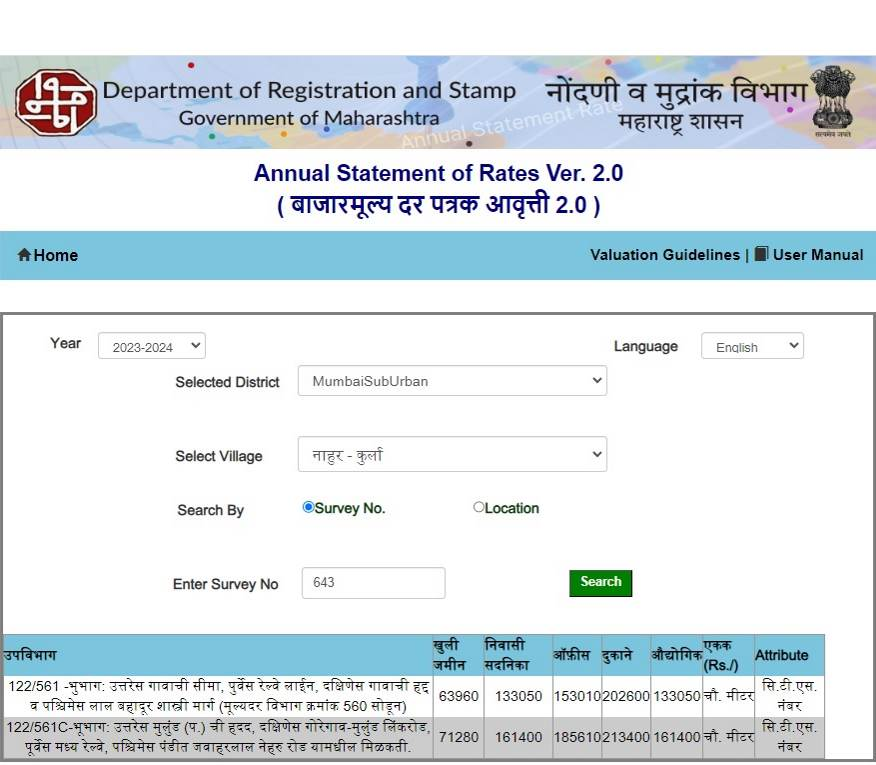 Department of Registration and Stamp नोंदणी व मुद्रांक विभाग
Government of Maharashtra महाराष्ट्र शासन
Annual Statement-Rate
सत्यमेव जयते
Annual Statement of Rates Ver. 2.0
( बाजारमूल्य दर पत्रक आवृत्ती 2.0 )
Home Valuation Guidelines | User Manual
Year 2023-2024 Language English
Selected District MumbaiSubUrban
Select Village नाहुर - कुर्ला
Search By Survey No. Location
Enter Survey No 643 Search
उपविभाग खुली जमीन निवासी सदनिका ऑफ़ीस दुकाने औद्योगिक एकक (Rs./) Attribute
122/561 -भुभाग: उत्तरेस गावाची सीमा, पुर्वेस रेल्वे लाईन, दक्षिणेस गावाची हद्द
व पश्चिमेस लाल बहादूर शास्त्री मार्ग (मूल्यदर विभाग क्रमांक 560 सोडून) 63960 133050 153010 202600 133050 चौ. मीटर सि.टी.एस. नंबर
122/561C-भूभाग: उत्तरेस मुलुंड (प.) ची हद्द, दक्षिणेस गोरेगाव-मुलुंड लिंकरोड,
पूर्वेस मध्य रेल्वे, पश्चिमेस पंडीत जवाहरलाल नेहरु रोड यामधील मिळकती. 71280 161400 185610 213400 161400 चौ. मीटर सि.टी.एस. नंबर